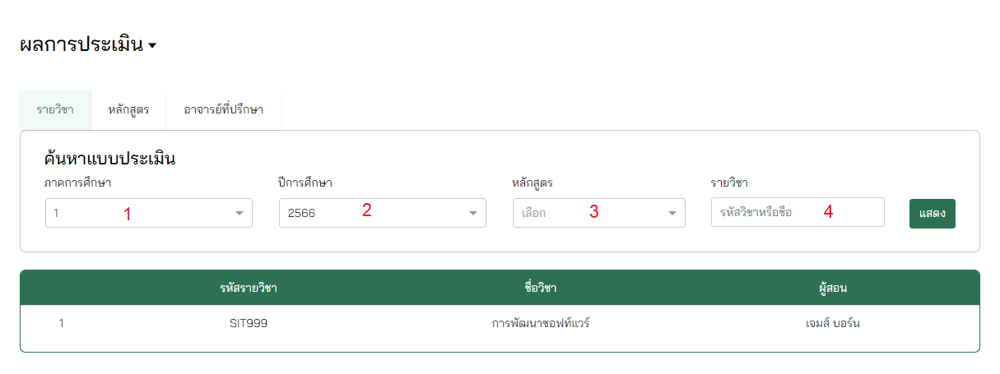 ผลการประเมิน
รายวิชา หลักสูตร อาจารย์ที่ปรึกษา
ค้นหาแบบประเมิน
ภาคการศึกษา ปีการศึกษา หลักสูตร รายวิชา
1 1 2566 2 เลือก 3 รหัสวิชาหรือชื่อ 4 แสดง
รหัสรายวิชา ชื่อวิชา ผู้สอน
1 SIT999 การพัฒนาซอฟท์แวร์ เจมส์ บอร์น